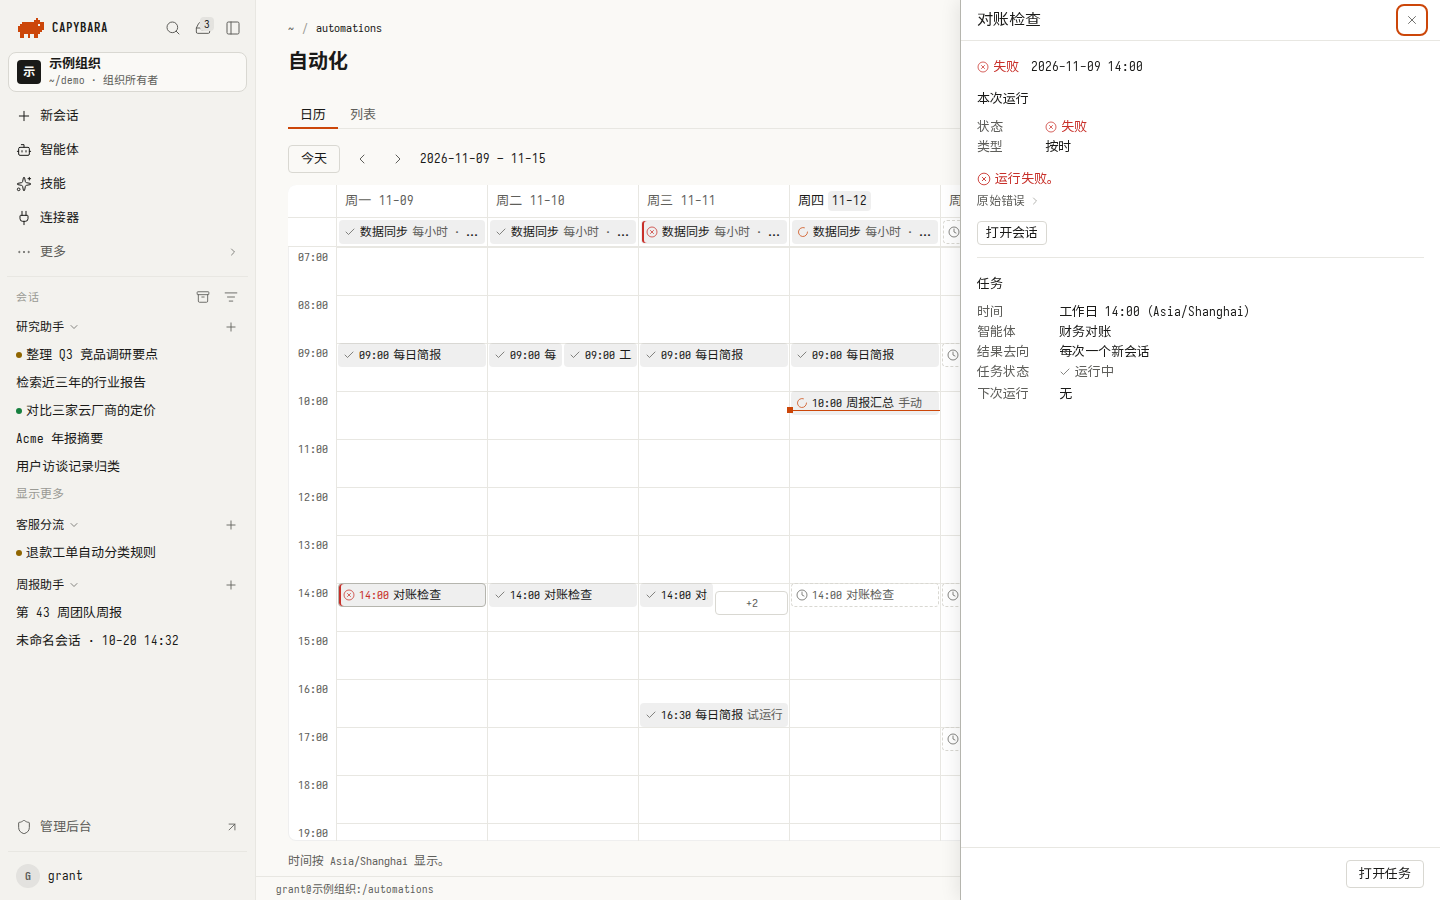 CAPYBARA
3
示
示例组织
~/demo · 组织所有者
新会话
智能体
技能
连接器
更多
会话
研究助手
整理 Q3 竞品调研要点
检索近三年的行业报告
对比三家云厂商的定价
Acme 年报摘要
用户访谈记录归类
显示更多
客服分流
退款工单自动分类规则
周报助手
第 43 周团队周报
未命名会话 · 10-20 14:32
管理后台
G grant
~ / automations
自动化
日历 列表
今天 2026-11-09 – 11-15
周一 11-09 周二 11-10 周三 11-11 周四 11-12 周
数据同步 每小时 · … 数据同步 每小时 · … 数据同步 每小时 · … 数据同步 每小时 · …
07:00
08:00
09:00 09:00 每日简报 09:00 每 09:00 工 09:00 每日简报 09:00 每日简报
10:00 10:00 周报汇总 手动
11:00
12:00
13:00
14:00 14:00 对账检查 14:00 对账检查 14:00 对 +2 14:00 对账检查
15:00
16:00
16:30 每日简报 试运行
17:00
18:00
19:00
时间按 Asia/Shanghai 显示。
grant@示例组织:/automations
对账检查
失败 2026-11-09 14:00
本次运行
状态 失败
类型 按时
运行失败。
原始错误
打开会话
任务
时间 工作日 14:00 (Asia/Shanghai)
智能体 财务对账
结果去向 每次一个新会话
任务状态 运行中
下次运行 无
打开任务